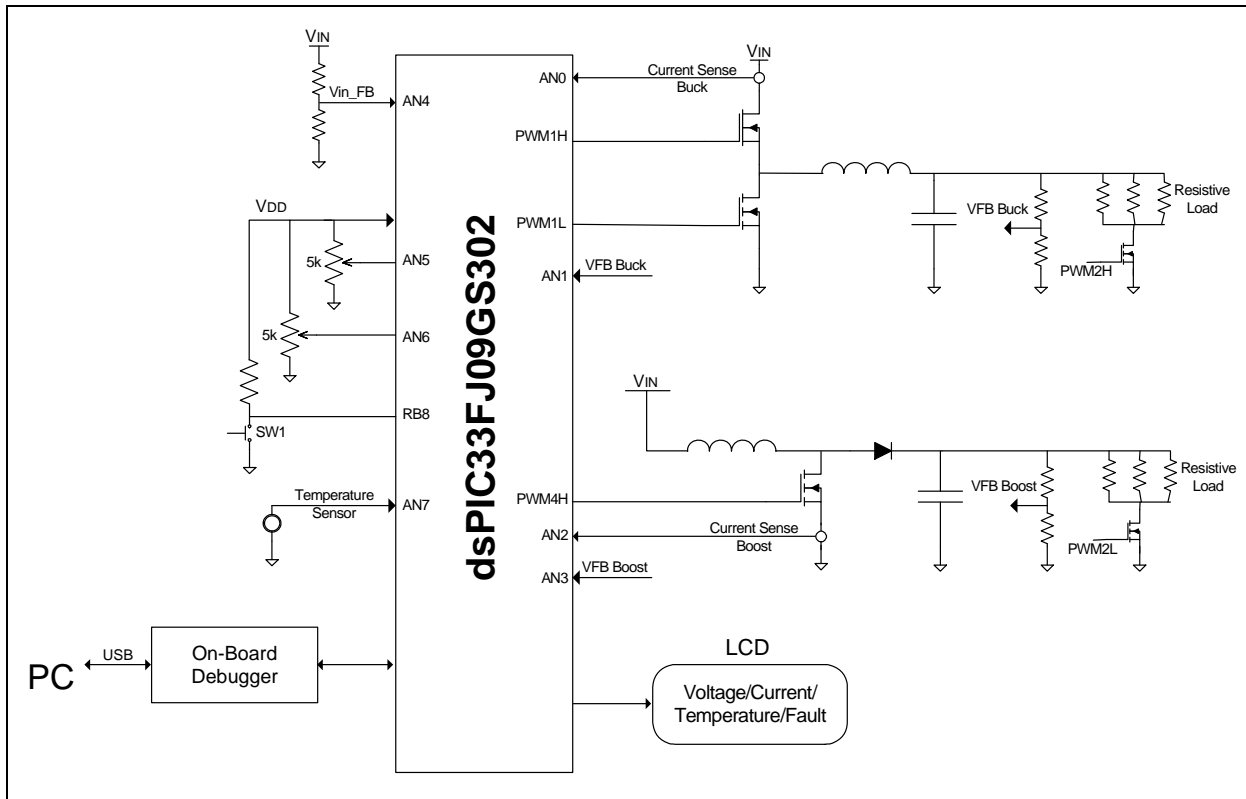 VIN
Vin_FB
AN4
VDD
5k
AN5
5k
AN6
RB8
SW1
Temperature
Sensor
AN7
PC
USB
On-Board
Debugger
dsPIC33FJ09GS302
AN0
PWM1H
PWM1L
AN1
PWM4H
AN2
AN3
VIN
Current Sense
Buck
VFB Buck
VFB Buck
Resistive
Load
PWM2H
VIN
Current Sense
Boost
VFB Boost
VFB Boost
Resistive
Load
PWM2L
LCD
Voltage/Current/
Temperature/Fault